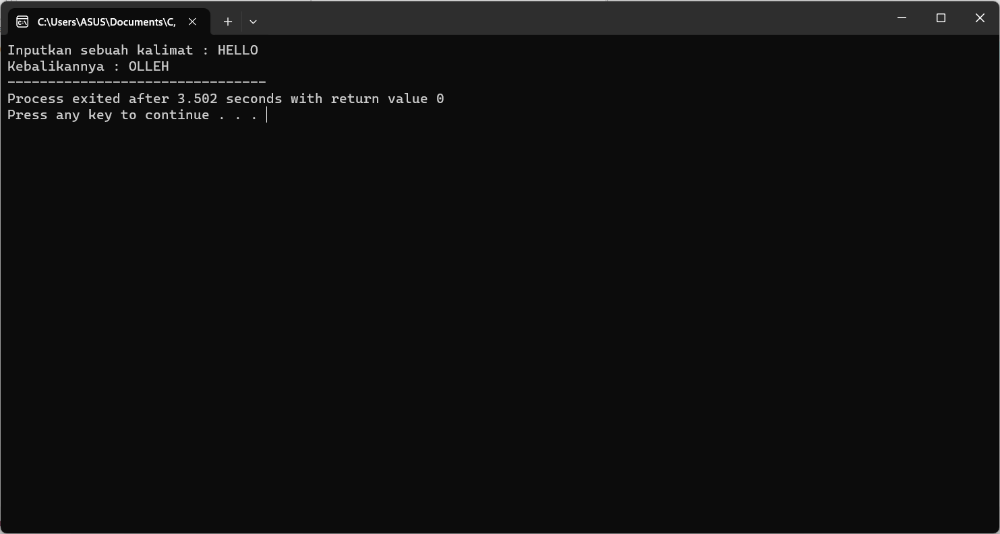 C:\Users\ASUS\Documents\C,
Inputkan sebuah kalimat : HELLO
Kebalikannya : OLLEH
--------------------------------
Process exited after 3.502 seconds with return value 0
Press any key to continue . . .